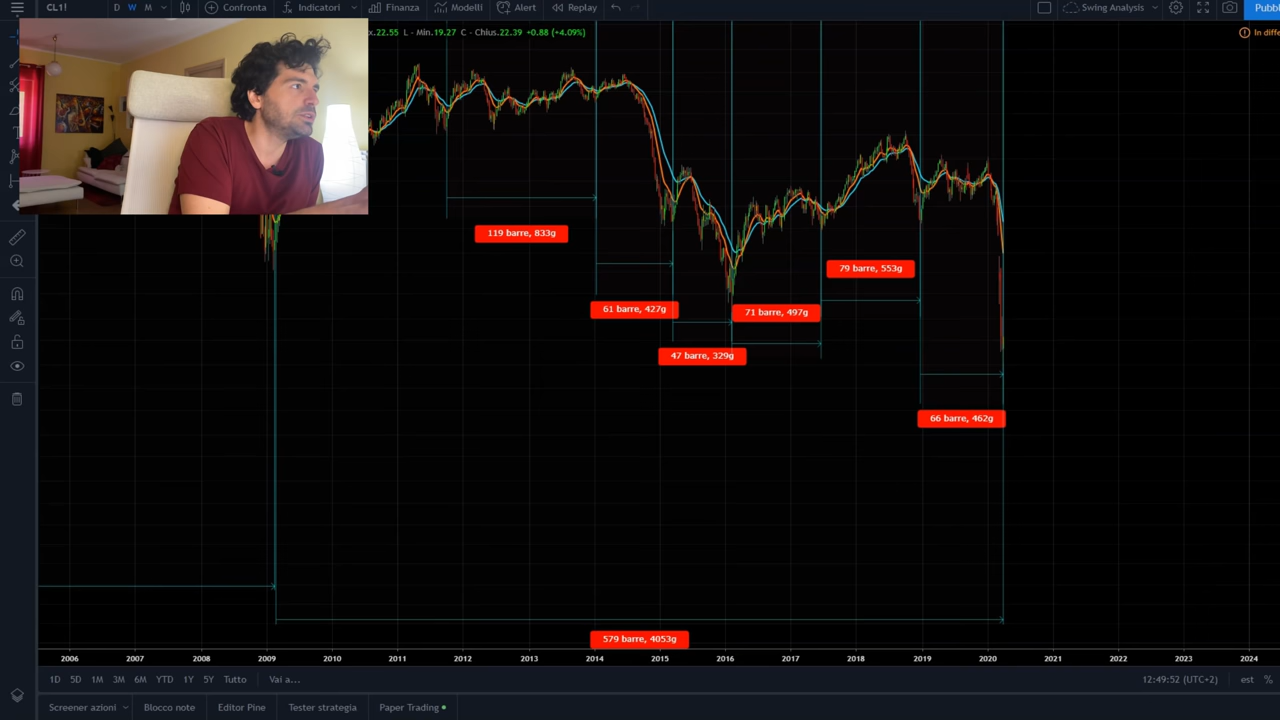 CL1! D W M Confronta Indicatori Finanza Modelli Alert Replay Swing Analysis Pubbl
x.22.55 L - Min.19.27 C - Chius.22.39 +0.88 (+4.09%) In diffe
119 barre, 833g
79 barre, 553g
61 barre, 427g
71 barre, 497g
47 barre, 329g
66 barre, 462g
579 barre, 4053g
2006 2007 2008 2009 2010 2011 2012 2013 2014 2015 2016 2017 2018 2019 2020 2021 2022 2023 2024
1D 5D 1M 3M 6M YTD 1Y 5Y Tutto Vai a... 12:49:52 (UTC+2) est %
Screener azioni Blocco note Editor Pine Tester strategia Paper Trading